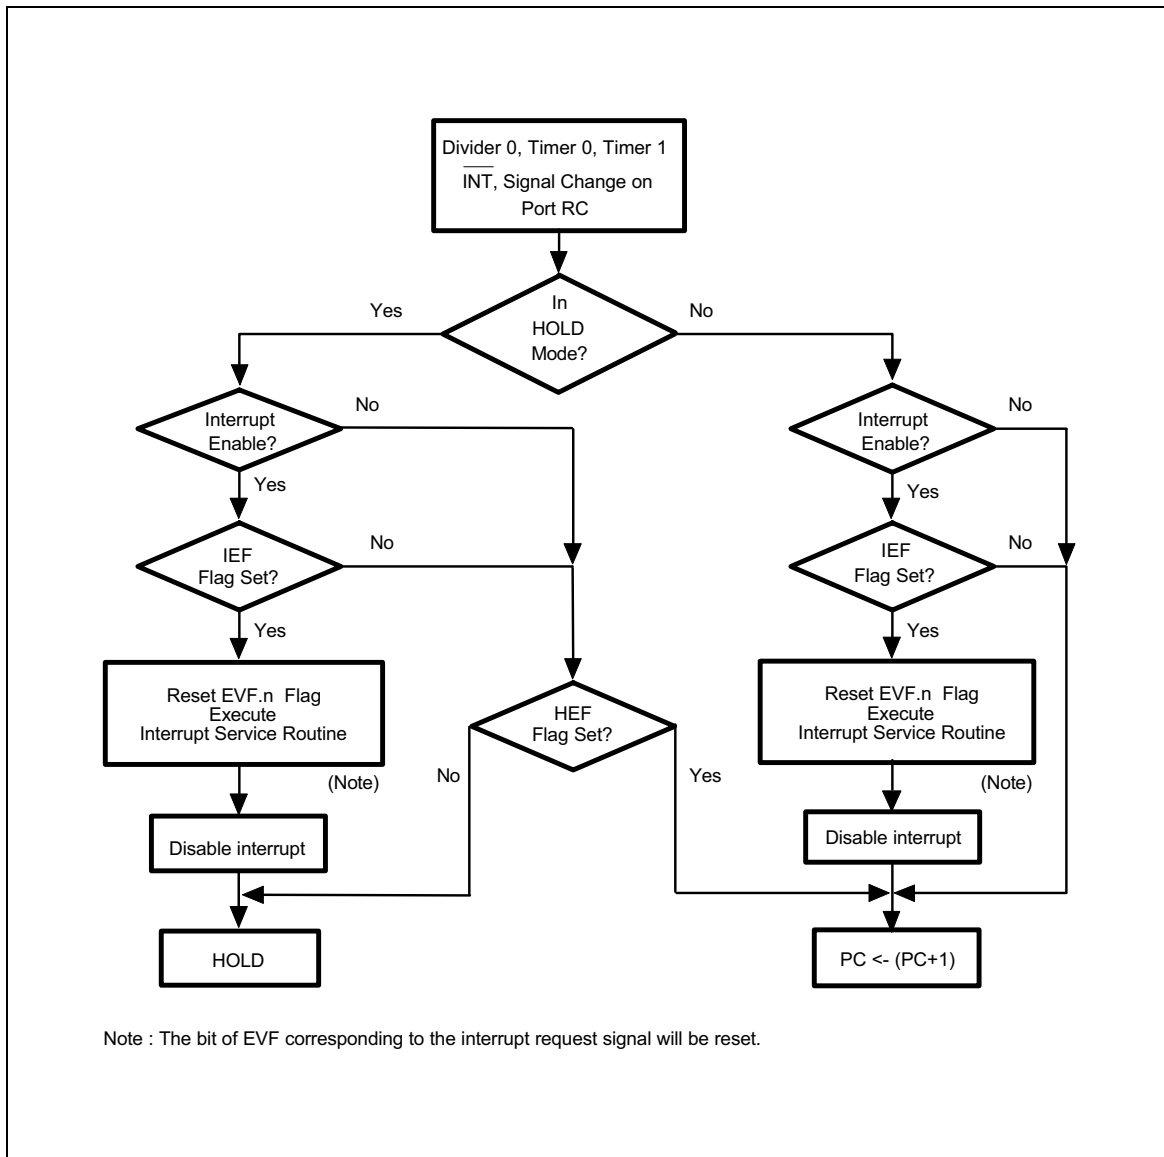 Divider 0, Timer 0, Timer 1
INT, Signal Change on
Port RC
In
HOLD
Mode?
Yes
No
Interrupt
Enable?
No
Yes
Interrupt
Enable?
No
Yes
IEF
Flag Set?
No
Yes
IEF
Flag Set?
No
Yes
Reset EVF.n Flag
Execute
Interrupt Service Routine
(Note)
HEF
Flag Set?
No
Yes
Reset EVF.n Flag
Execute
Interrupt Service Routine
(Note)
Disable interrupt
Disable interrupt
HOLD
PC <- (PC+1)
Note : The bit of EVF corresponding to the interrupt request signal will be reset.